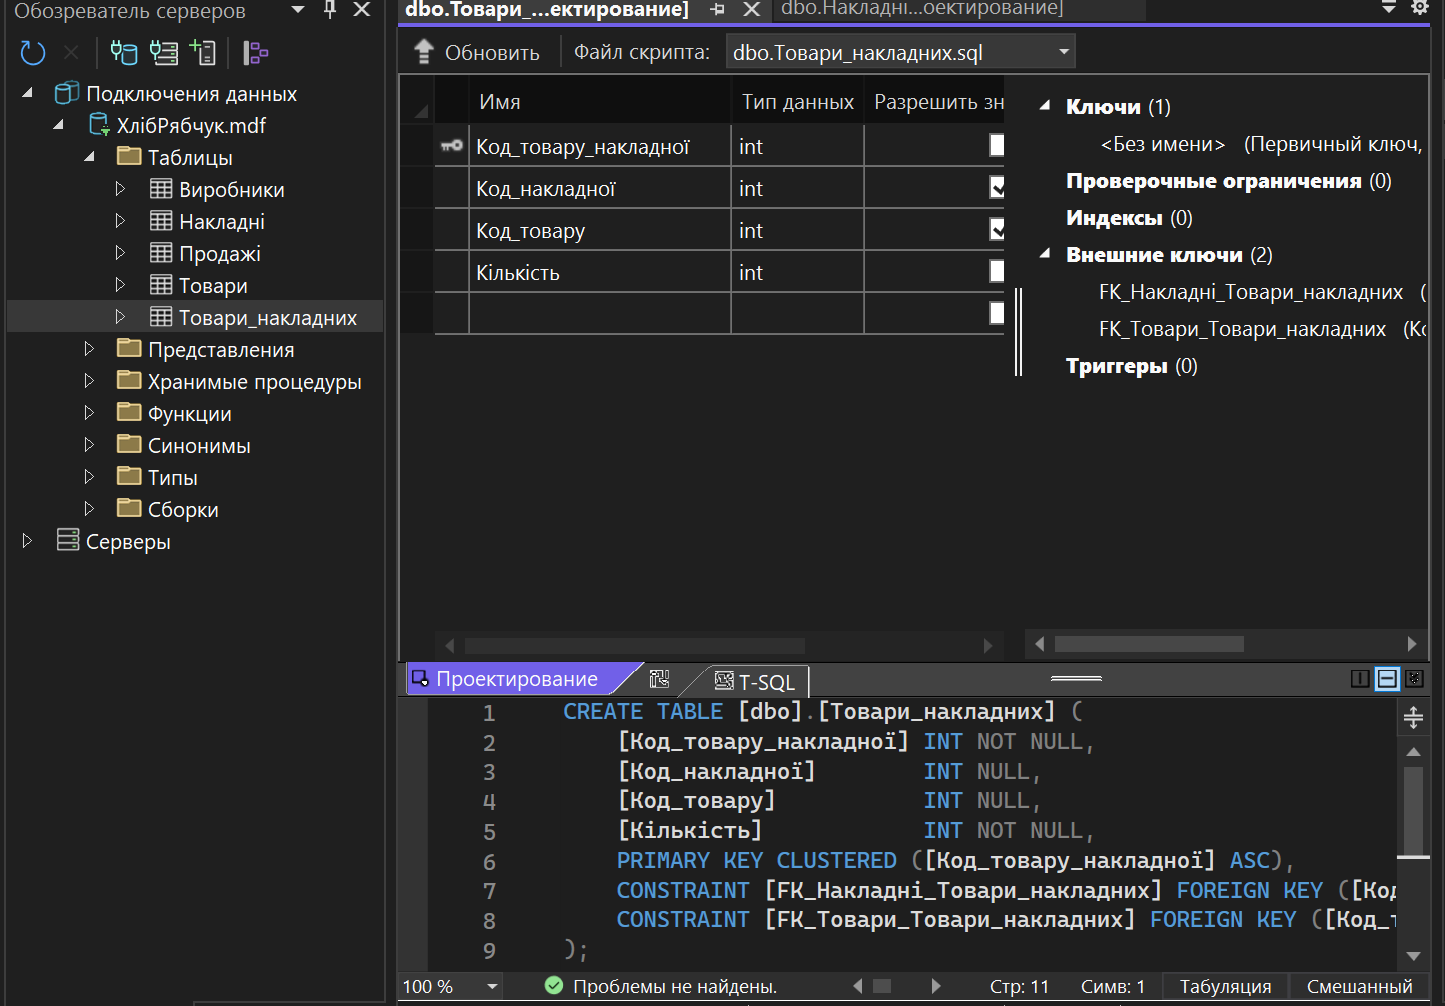 Обозреватель серверов
Подключения данных
ХлібРябчук.mdf
Таблицы
Виробники
Накладні
Продажі
Товари
Товари_накладних
Представления
Хранимые процедуры
Функции
Синонимы
Типы
Сборки
Серверы
dbo.Товари_...ектирование]
dbo.Накладні...оектирование]
Обновить
Файл скрипта:
dbo.Товари_накладних.sql
Имя Тип данных Разрешить зн
Код_товару_накладної int
Код_накладної int
Код_товару int
Кількість int
Ключи (1)
<Без имени> (Первичный ключ,
Проверочные ограничения (0)
Индексы (0)
Внешние ключи (2)
FK_Накладні_Товари_накладних (
FK_Товари_Товари_накладних (Ко
Триггеры (0)
Проектирование
T-SQL
1 CREATE TABLE [dbo].[Товари_накладних] (
2 [Код_товару_накладної] INT NOT NULL,
3 [Код_накладної] INT NULL,
4 [Код_товару] INT NULL,
5 [Кількість] INT NOT NULL,
6 PRIMARY KEY CLUSTERED ([Код_товару_накладної] ASC),
7 CONSTRAINT [FK_Накладні_Товари_накладних] FOREIGN KEY ([Код
8 CONSTRAINT [FK_Товари_Товари_накладних] FOREIGN KEY ([Код_т
9 );
100 %
Проблемы не найдены.
Стр: 11
Симв: 1
Табуляция
Смешанный